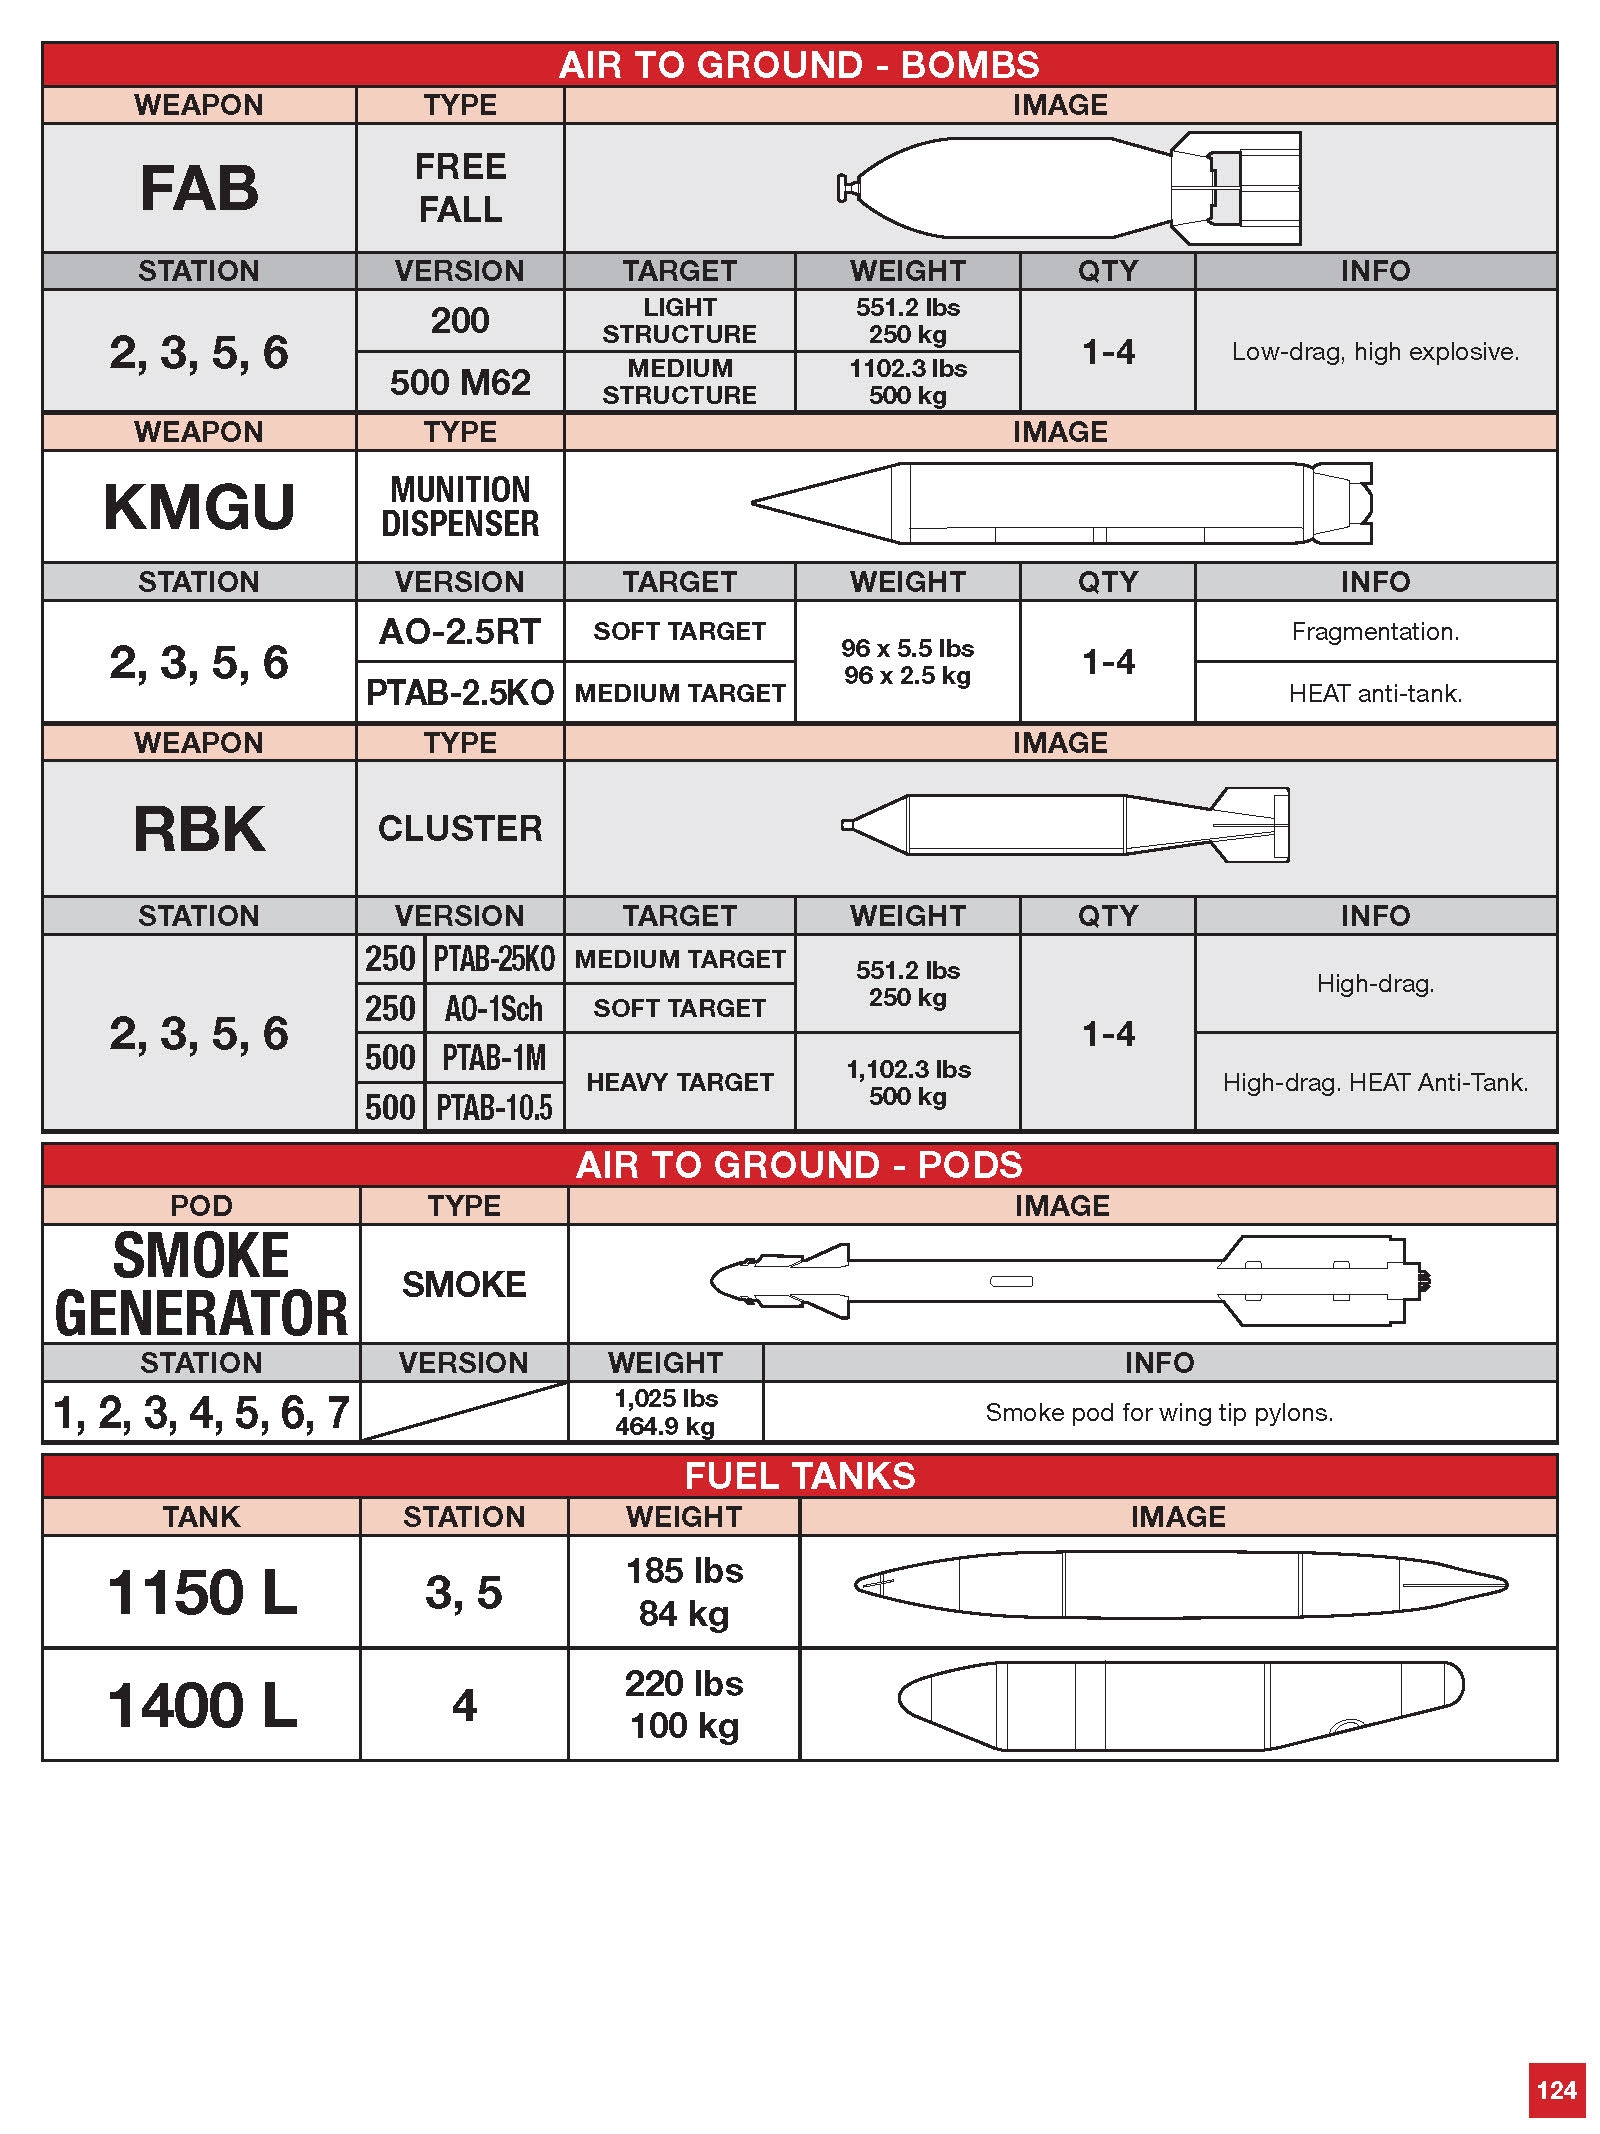 AIR TO GROUND - BOMBS
WEAPON TYPE IMAGE
FAB
FREE
FALL
STATION VERSION TARGET WEIGHT QTY INFO
2, 3, 5, 6
200
LIGHT
STRUCTURE
551.2 lbs
250 kg
500 M62
MEDIUM
STRUCTURE
1102.3 lbs
500 kg
1-4
Low-drag, high explosive.
WEAPON TYPE IMAGE
KMGU
MUNITION
DISPENSER
STATION VERSION TARGET WEIGHT QTY INFO
2, 3, 5, 6
AO-2.5RT
SOFT TARGET
PTAB-2.5KO
MEDIUM TARGET
96 x 5.5 lbs
96 x 2.5 kg
1-4
Fragmentation.
HEAT anti-tank.
WEAPON TYPE IMAGE
RBK
CLUSTER
STATION VERSION TARGET WEIGHT QTY INFO
2, 3, 5, 6
250 PTAB-25KO MEDIUM TARGET
250 AO-1Sch SOFT TARGET
551.2 lbs
250 kg
500 PTAB-1M
500 PTAB-10.5
HEAVY TARGET
1,102.3 lbs
500 kg
1-4
High-drag.
High-drag. HEAT Anti-Tank.
AIR TO GROUND - PODS
POD TYPE IMAGE
SMOKE
GENERATOR
SMOKE
STATION VERSION WEIGHT INFO
1, 2, 3, 4, 5, 6, 7
1,025 lbs
464.9 kg
Smoke pod for wing tip pylons.
FUEL TANKS
TANK STATION WEIGHT IMAGE
1150 L
3, 5
185 lbs
84 kg
1400 L
4
220 lbs
100 kg
124